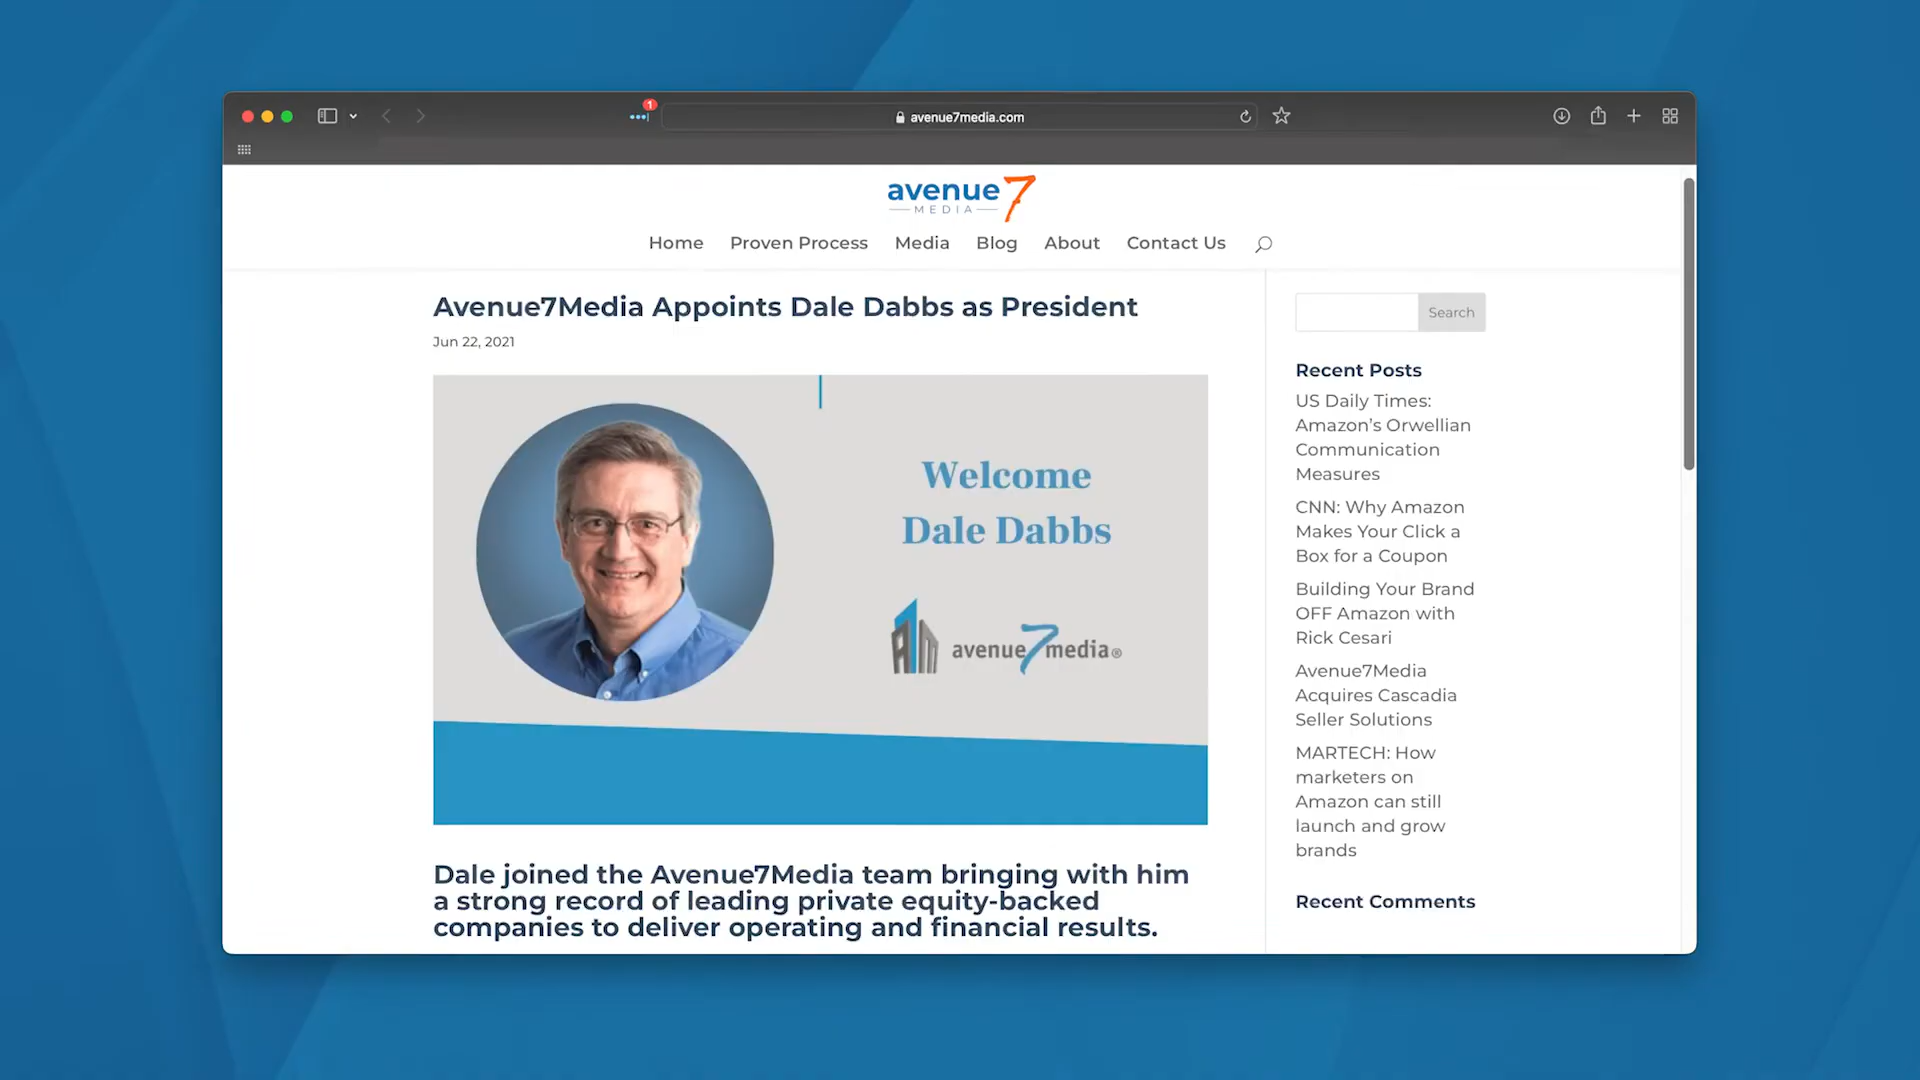 1
avenue7media.com
avenue7
MEDIA
Home Proven Process Media Blog About Contact Us
Avenue7Media Appoints Dale Dabbs as President
Jun 22, 2021
Welcome
Dale Dabbs
avenue7media®
Dale joined the Avenue7Media team bringing with him
a strong record of leading private equity-backed
companies to deliver operating and financial results.
Search
Recent Posts
US Daily Times:
Amazon’s Orwellian
Communication
Measures
CNN: Why Amazon
Makes Your Click a
Box for a Coupon
Building Your Brand
OFF Amazon with
Rick Cesari
Avenue7Media
Acquires Cascadia
Seller Solutions
MARTECH: How
marketers on
Amazon can still
launch and grow
brands
Recent Comments